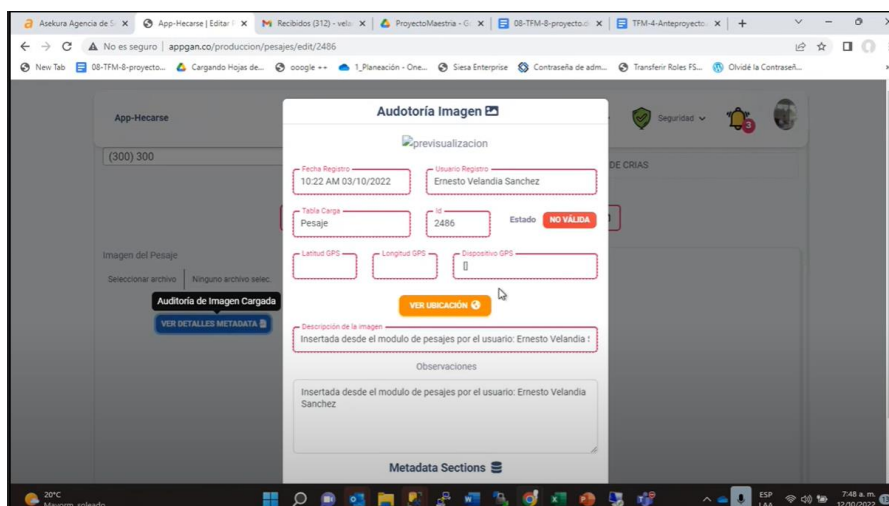 Asekura Agencia de S
App-Hecarse | Editar P
Recibidos (312) - vela
ProyectoMaestria - G
08-TFM-8-proyecto.d
TFM-4-Anteproyecto
No es seguro | appgan.co/produccion/pesajes/edit/2486
New Tab
08-TFM-8-proyecto...
Cargando Hojas de...
ooogle ++
1_Planeación - One...
Siesa Enterprise
Contraseña de adm...
Transferir Roles FS...
Olvidé la Contraseñ...
App-Hecarse
Seguridad
3
(300) 300
DE CRIAS
Imagen del Pesaje
Seleccionar archivo
Ninguno archivo selec.
Auditoría de Imagen Cargada
VER DETALLES METADATA
Audotoría Imagen
previsualizacion
Fecha Registro
10:22 AM 03/10/2022
Usuario Registro
Ernesto Velandia Sanchez
Tabla Carga
Pesaje
Id
2486
Estado
NO VÁLIDA
Latitud GPS
Longitud GPS
Dispositivo GPS
[]
VER UBICACIÓN
Descripción de la imagen
Insertada desde el modulo de pesajes por el usuario: Ernesto Velandia S
Observaciones
Insertada desde el modulo de pesajes por el usuario: Ernesto Velandia
Sanchez
Metadata Sections
20°C
Mayorm. soleado
ESP
LAA
7:48 a. m.
12/10/2022